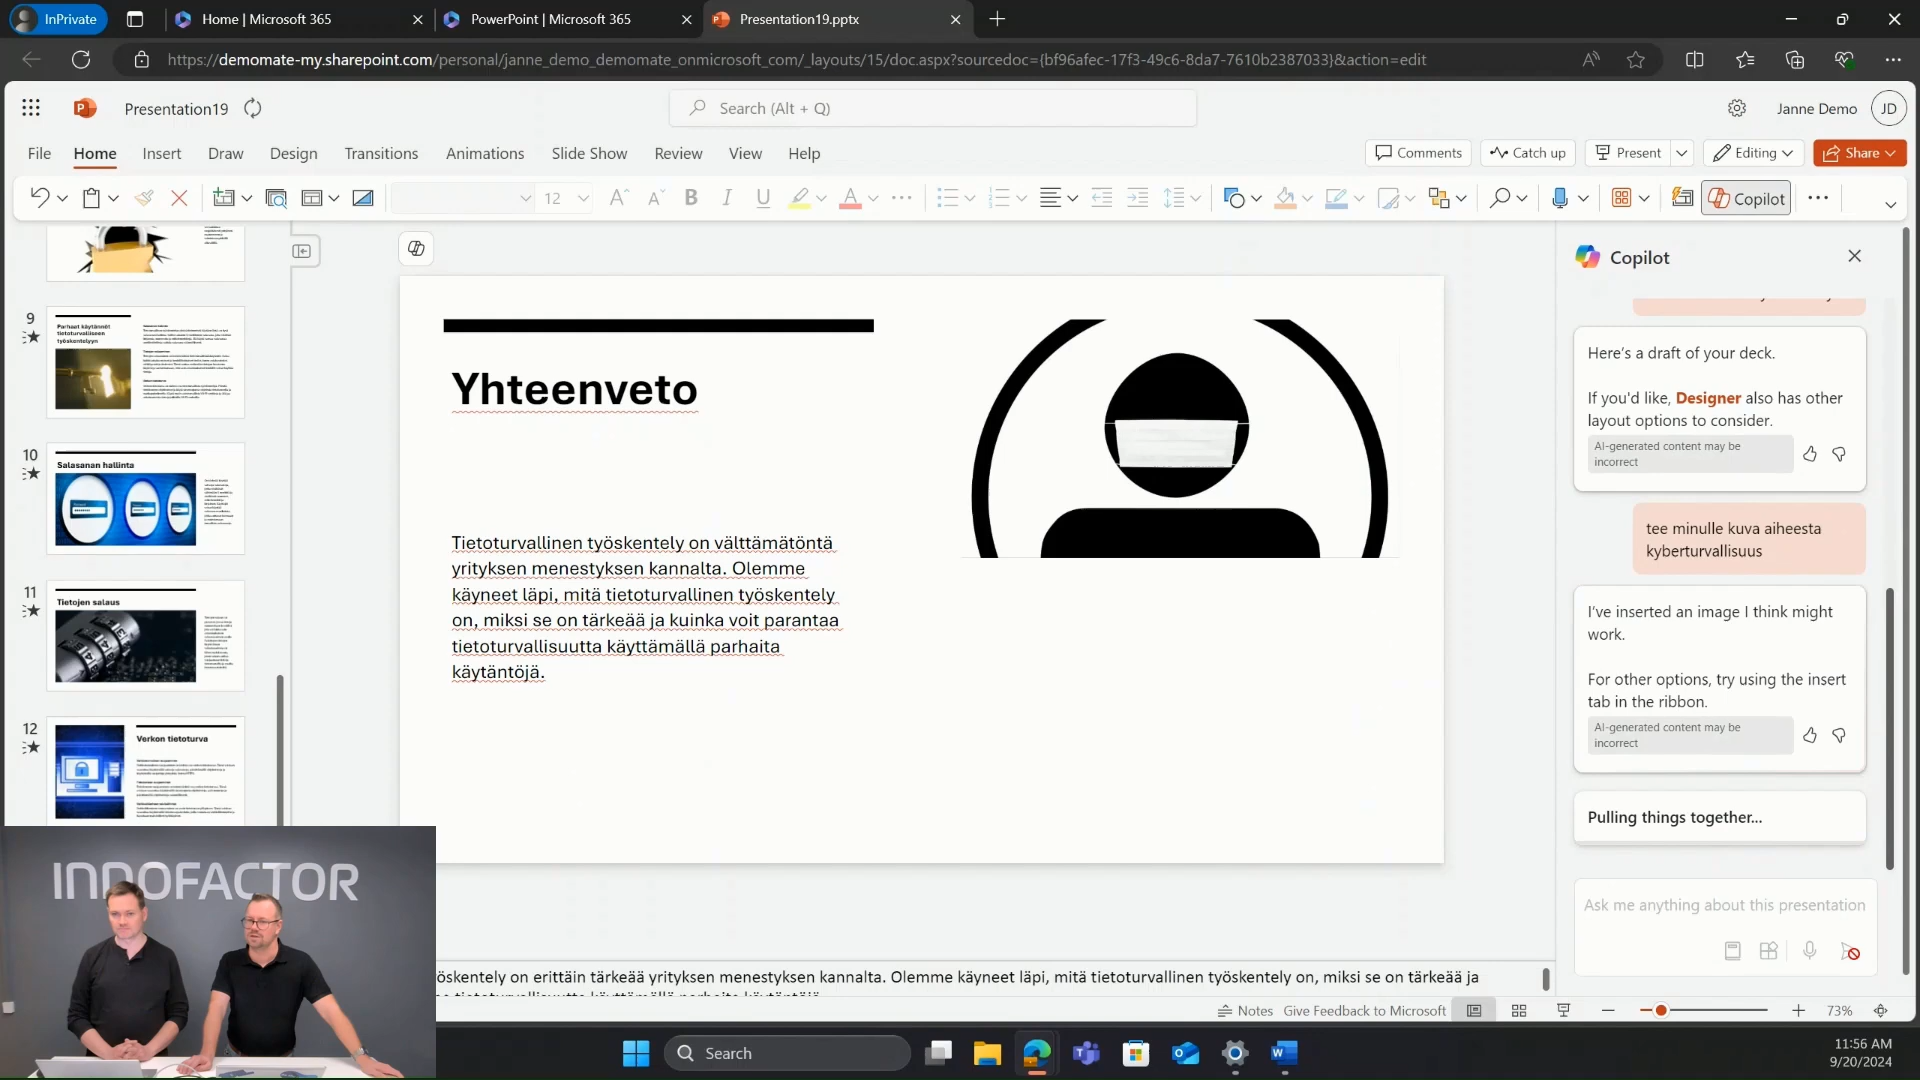 InPrivate
Home | Microsoft 365
PowerPoint | Microsoft 365
Presentation19.pptx
https://demomate-my.sharepoint.com/personal/janne_demo_demomate_onmicrosoft_com/_layouts/15/doc.aspx?sourcedoc={bf96afec-17f3-49c6-8da7-7610b2387033}&action=edit
Presentation19
Search (Alt + Q)
Janne Demo
JD
File
Home
Insert
Draw
Design
Transitions
Animations
Slide Show
Review
View
Help
Comments
Catch up
Present
Editing
Share
12
Copilot
9
Parhaat käytännöt
tietoturvalliseen
työskentelyyn
10
Salasanan hallinta
11
Tietojen salaus
12
Verkon tietoturva
Yhteenveto
Tietoturvallinen työskentely on välttämätöntä
yrityksen menestyksen kannalta. Olemme
käyneet läpi, mitä tietoturvallinen työskentely
on, miksi se on tärkeää ja kuinka voit parantaa
tietoturvallisuutta käyttämällä parhaita
käytäntöjä.
Copilot
Here's a draft of your deck.
If you'd like, Designer also has other
layout options to consider.
AI-generated content may be
incorrect
tee minulle kuva aiheesta
kyberturvallisuus
I've inserted an image I think might
work.
For other options, try using the insert
tab in the ribbon.
AI-generated content may be
incorrect
Pulling things together...
Ask me anything about this presentation
INNOFACTOR
öskentely on erittäin tärkeää yrityksen menestyksen kannalta. Olemme käyneet läpi, mitä tietoturvallinen työskentely on, miksi se on tärkeää ja
Notes
Give Feedback to Microsoft
73%
Search
11:56 AM
9/20/2024